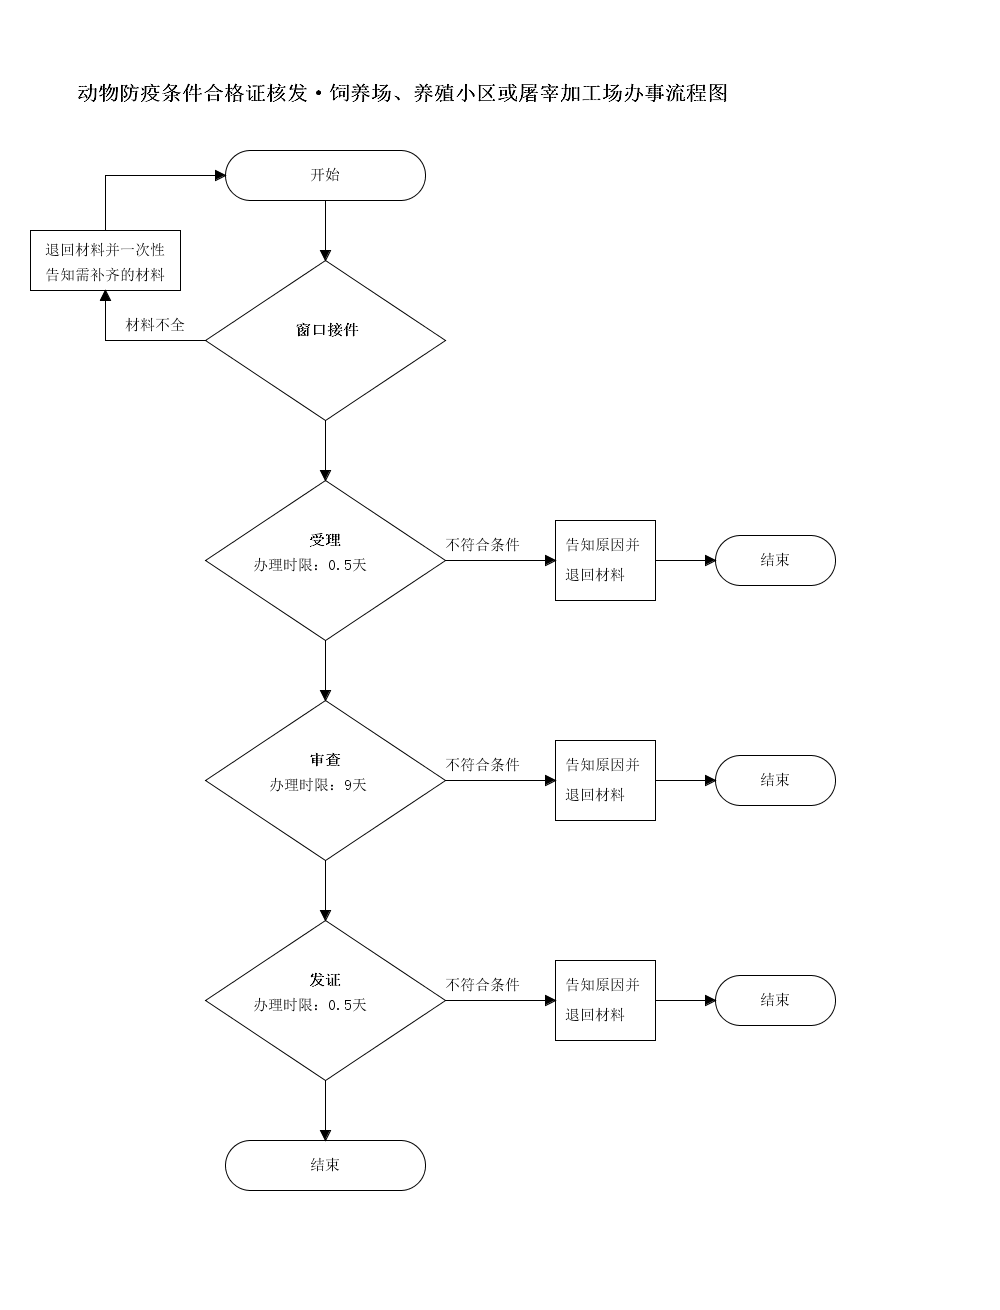 动物防疫条件合格证核发·饲养场、养殖小区或屠宰加工场办事流程图
开始
退回材料并一次性
告知需补齐的材料
材料不全
窗口接件
受理
办理时限：0.5天
不符合条件
告知原因并
退回材料
结束
审查
办理时限：9天
不符合条件
告知原因并
退回材料
结束
发证
办理时限：0.5天
不符合条件
告知原因并
退回材料
结束
结束